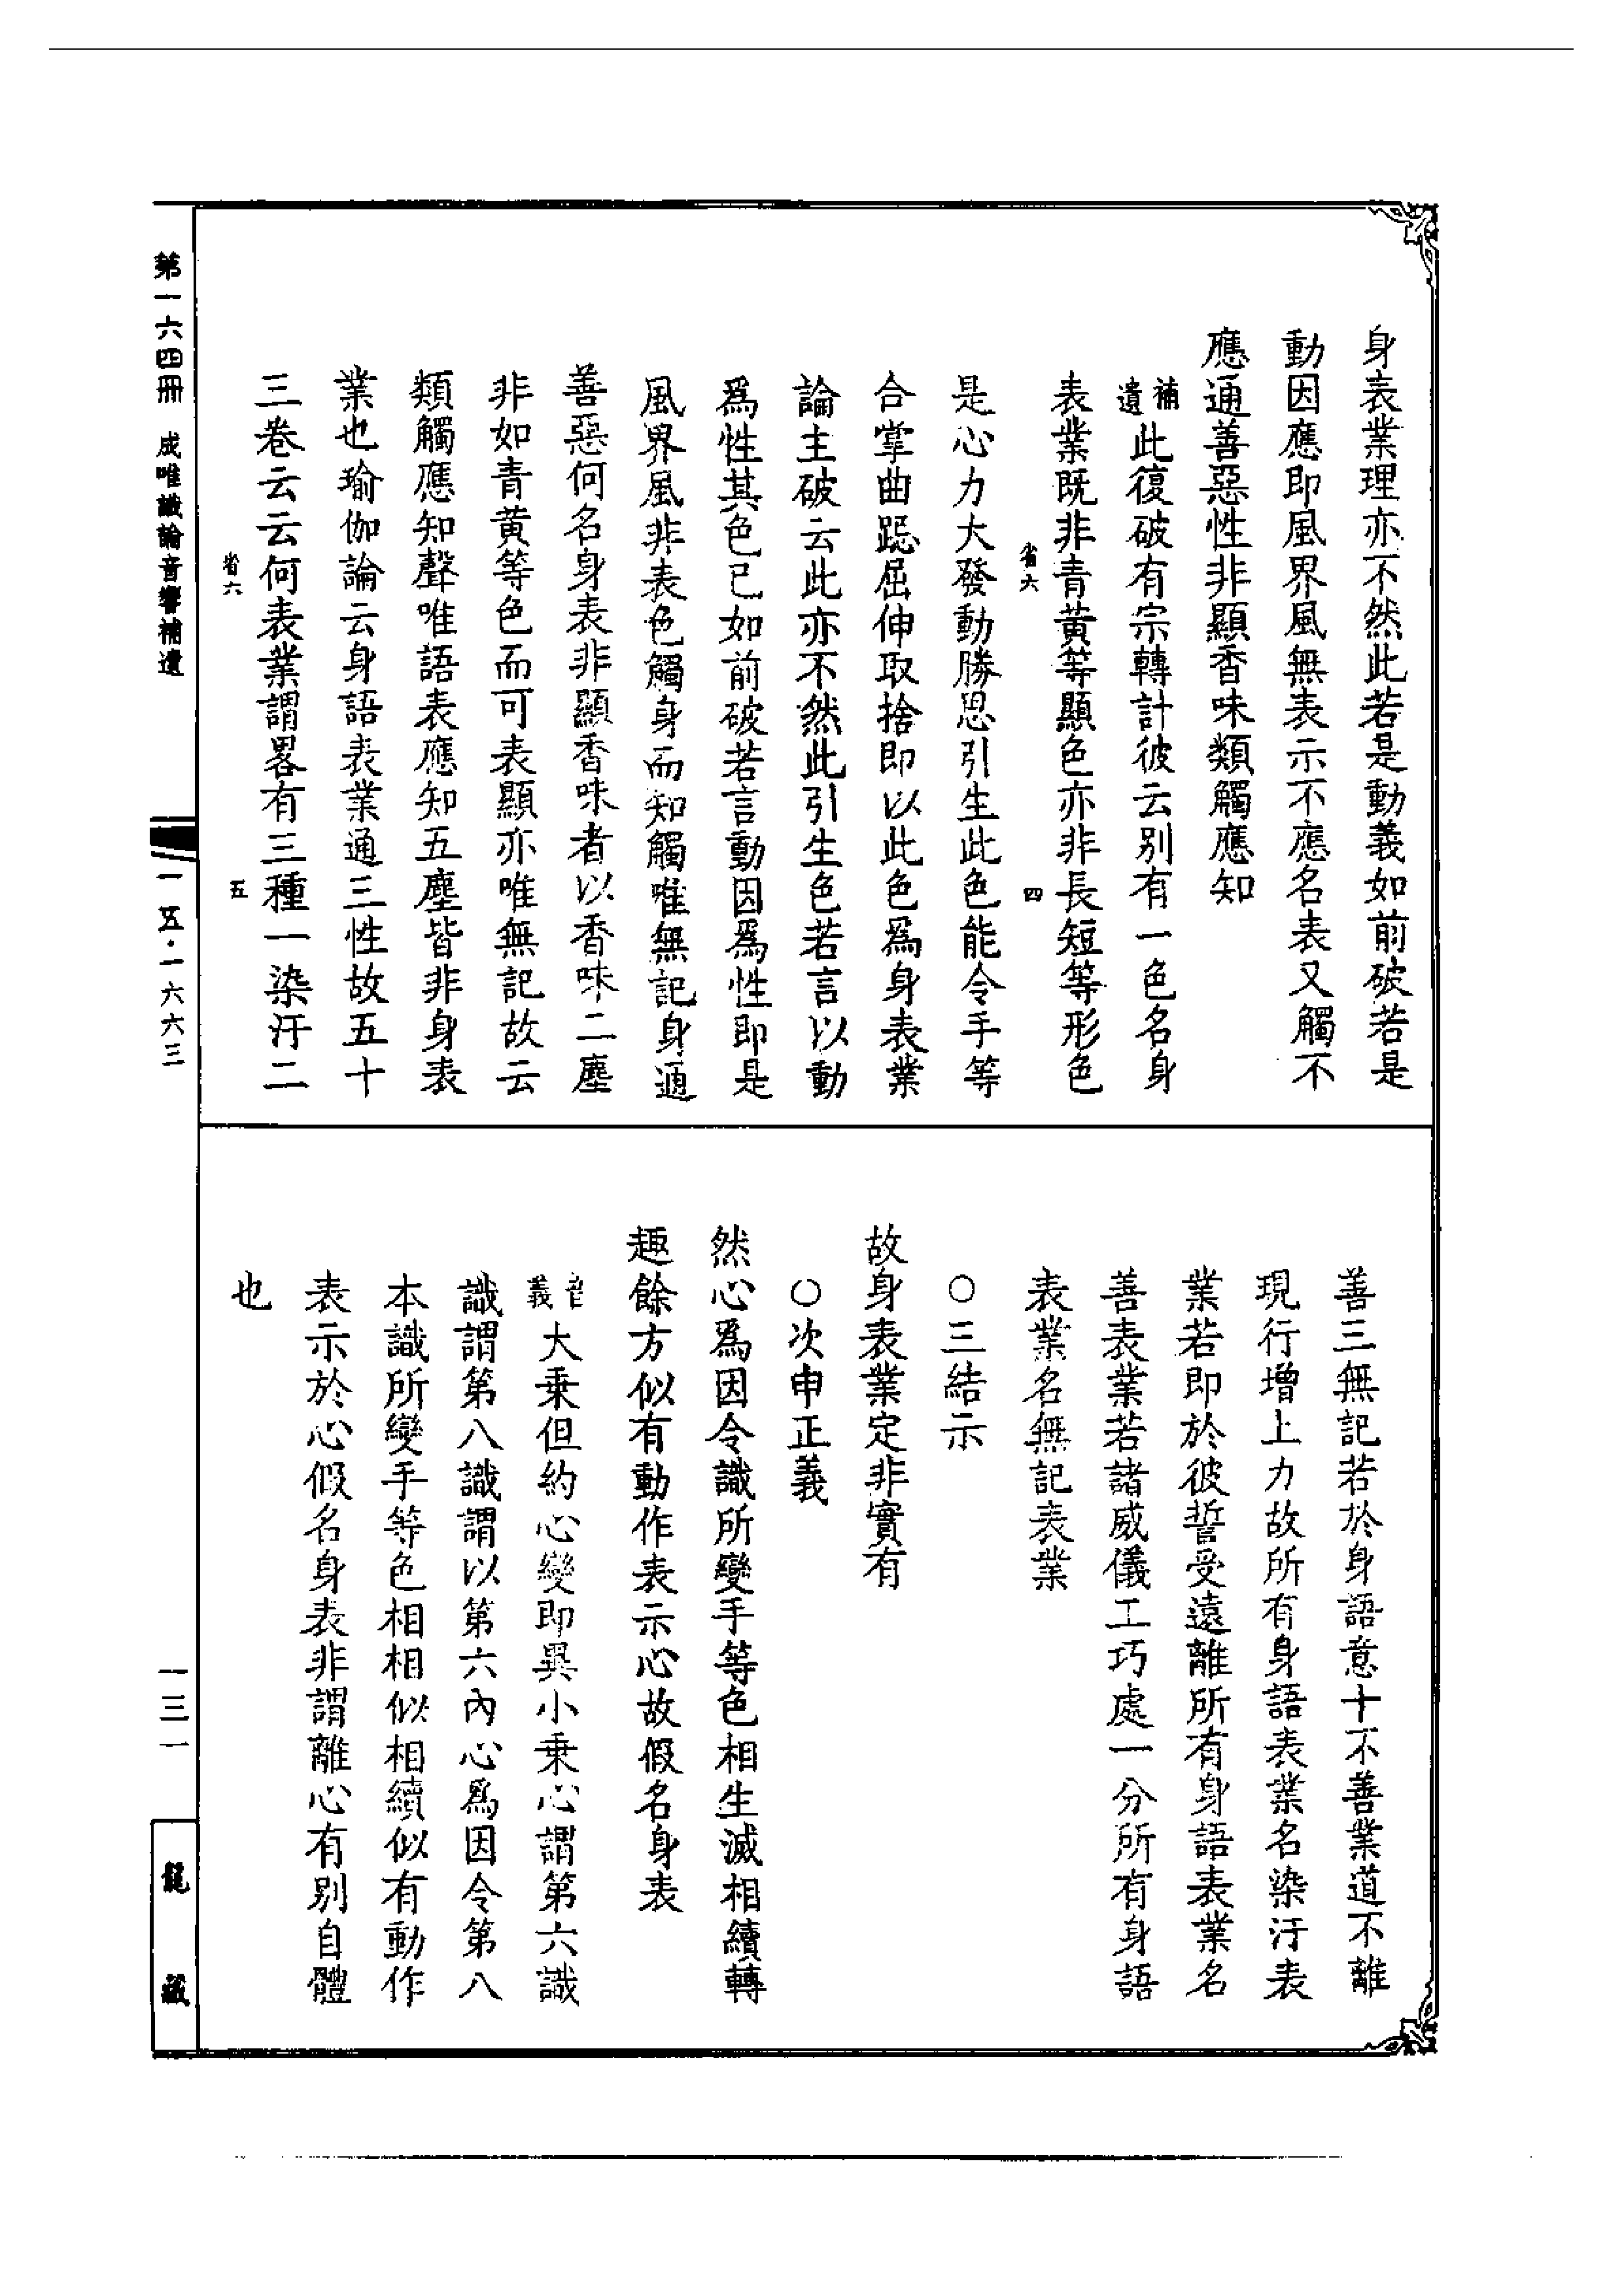 身表業理亦不然此若是動義如前破若是
動因應即風界風無表示不應名表又觸不
應通善惡性非顯香味類觸應知
補遺此復破有宗轉計彼云别有一色名身
表業既非青黃等顯色亦非長短等形色
省六 四
是心力大發動勝思引生此色能令手等
合掌曲跽屈伸取捨即以此色爲身表業
論主破云此亦不然此引生色若言以動
爲性其色已如前破若言動因爲性即是
風界風非表色觸身而知觸唯無記身通
善惡何名身表非顯香味者以香味二塵
非如青黃等色而可表顯亦唯無記故云
類觸應知聲唯語表應知五塵皆非身表
業也瑜伽論云身語表業通三性故五十
三卷云云何表業謂畧有三種一染汙二
省六 五
善三無記若於身語意十不善業道不離
現行增上力故所有身語表業名染汙表
業若即於彼誓受遠離所有身語表業名
善表業若諸威儀工巧處一分所有身語
表業名無記表業
○三結示
故身表業定非實有
○次申正義
然心爲因令識所變手等色相生滅相續轉
趣餘方似有動作表示心故假名身表
音義大乗但約心變即異小乗心謂第六識
識謂第八識謂以第六內心爲因令第八
本識所變手等色相相似相續似有動作
表示於心假名身表非謂離心有别自體
也
第一六四冊 成唯識論音響補遺
一五·一六六三
一三一
龍藏